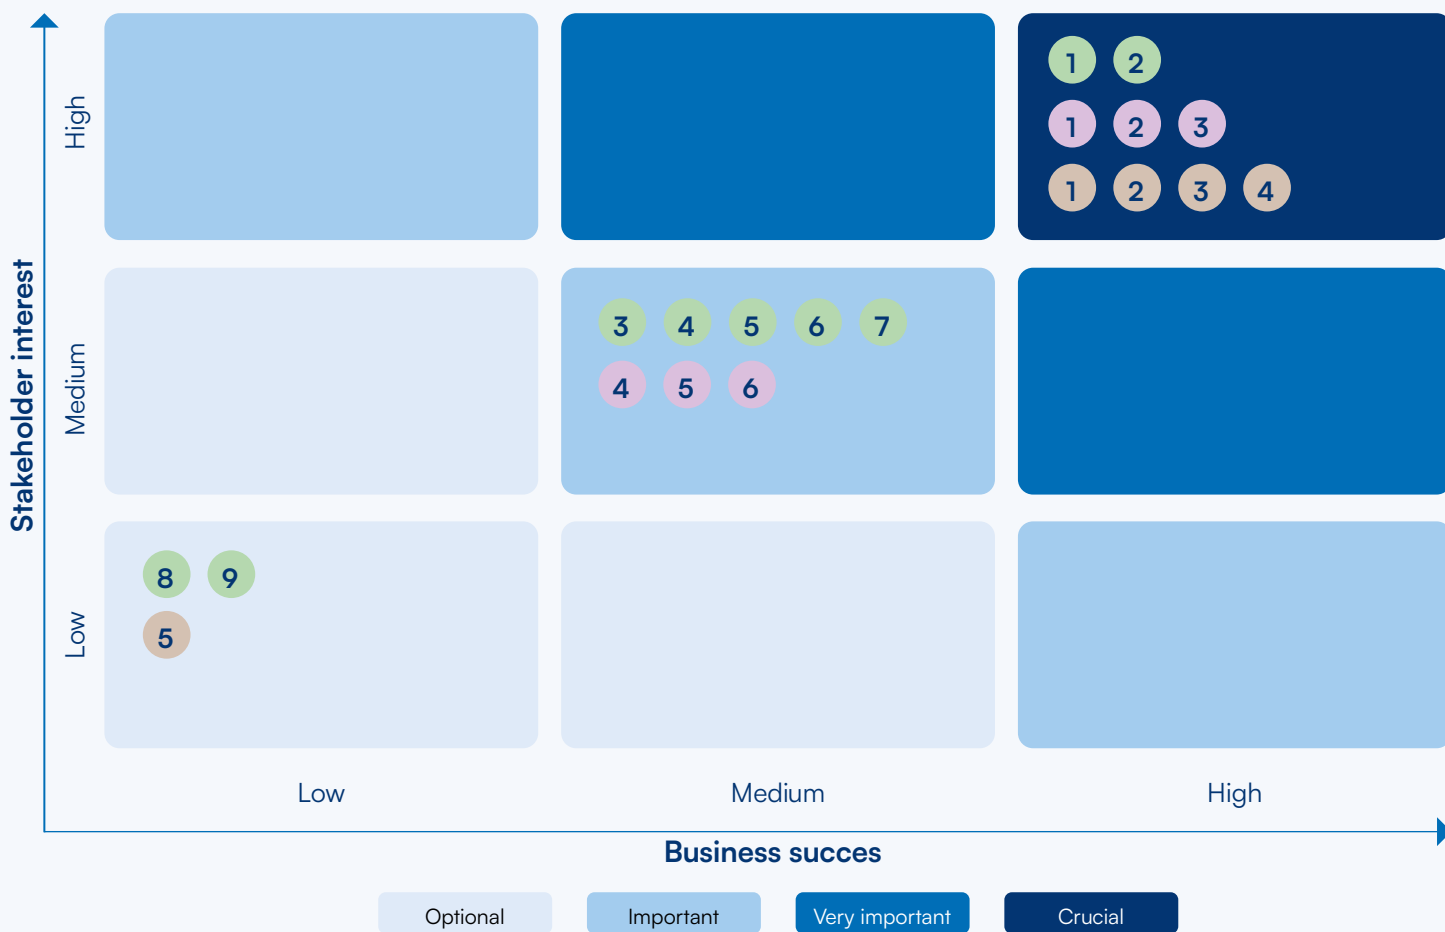 Stakeholder interest
High
1 2
1 2 3
1 2 3 4
Medium
3 4 5 6 7
4 5 6
Low
8 9
5
Low Medium High
Business succes
Optional Important Very important Crucial